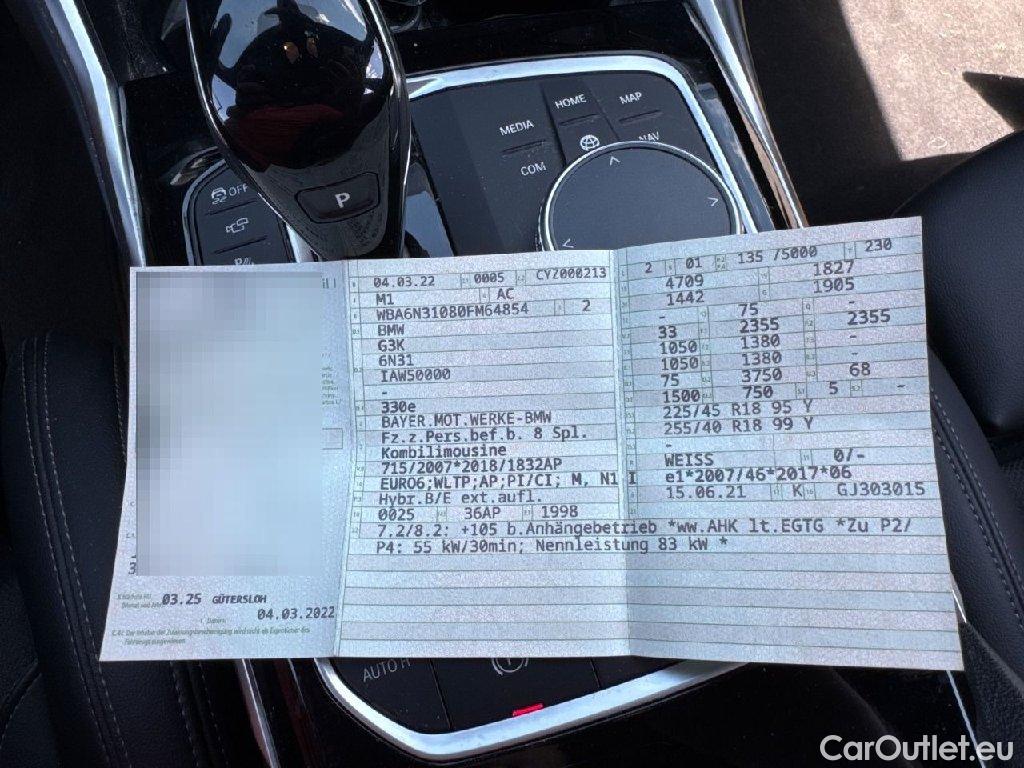 HOME
MAP
MEDIA
NAV
COM
OFF
P
P
04.03.22 0005 CYZ000213
M1 AC
WBA6N31080FM64854 2
BMW
G3K
6N31
IAW50000
-
330e
BAYER.MOT.WERKE-BMW
Fz.z.Pers.bef.b. 8 Spl.
Kombilimousine
715/2007*2018/1832AP
EURO6;WLTP;AP;PI/CI; M, N1 I
Hybr.B/E ext.aufl.
0025 36AP 1998
2 01 135 /5000 230
4709 1827
1442 1905
- 75 -
33 2355 2355
1050 1380 -
1050 1380 -
75 3750 68
1500 750 5 -
225/45 R18 95 Y
255/40 R18 99 Y
-
WEISS 0/-
e1*2007/46*2017*06
15.06.21 K GJ303015
7.2/8.2: +105 b.Anhängebetrieb *ww.AHK lt.EGTG *Zu P2/
P4: 55 kW/30min; Nennleistung 83 kW *
03.25 GÜTERSLOH
04.03.2022
AUTO H
CarOutlet.eu